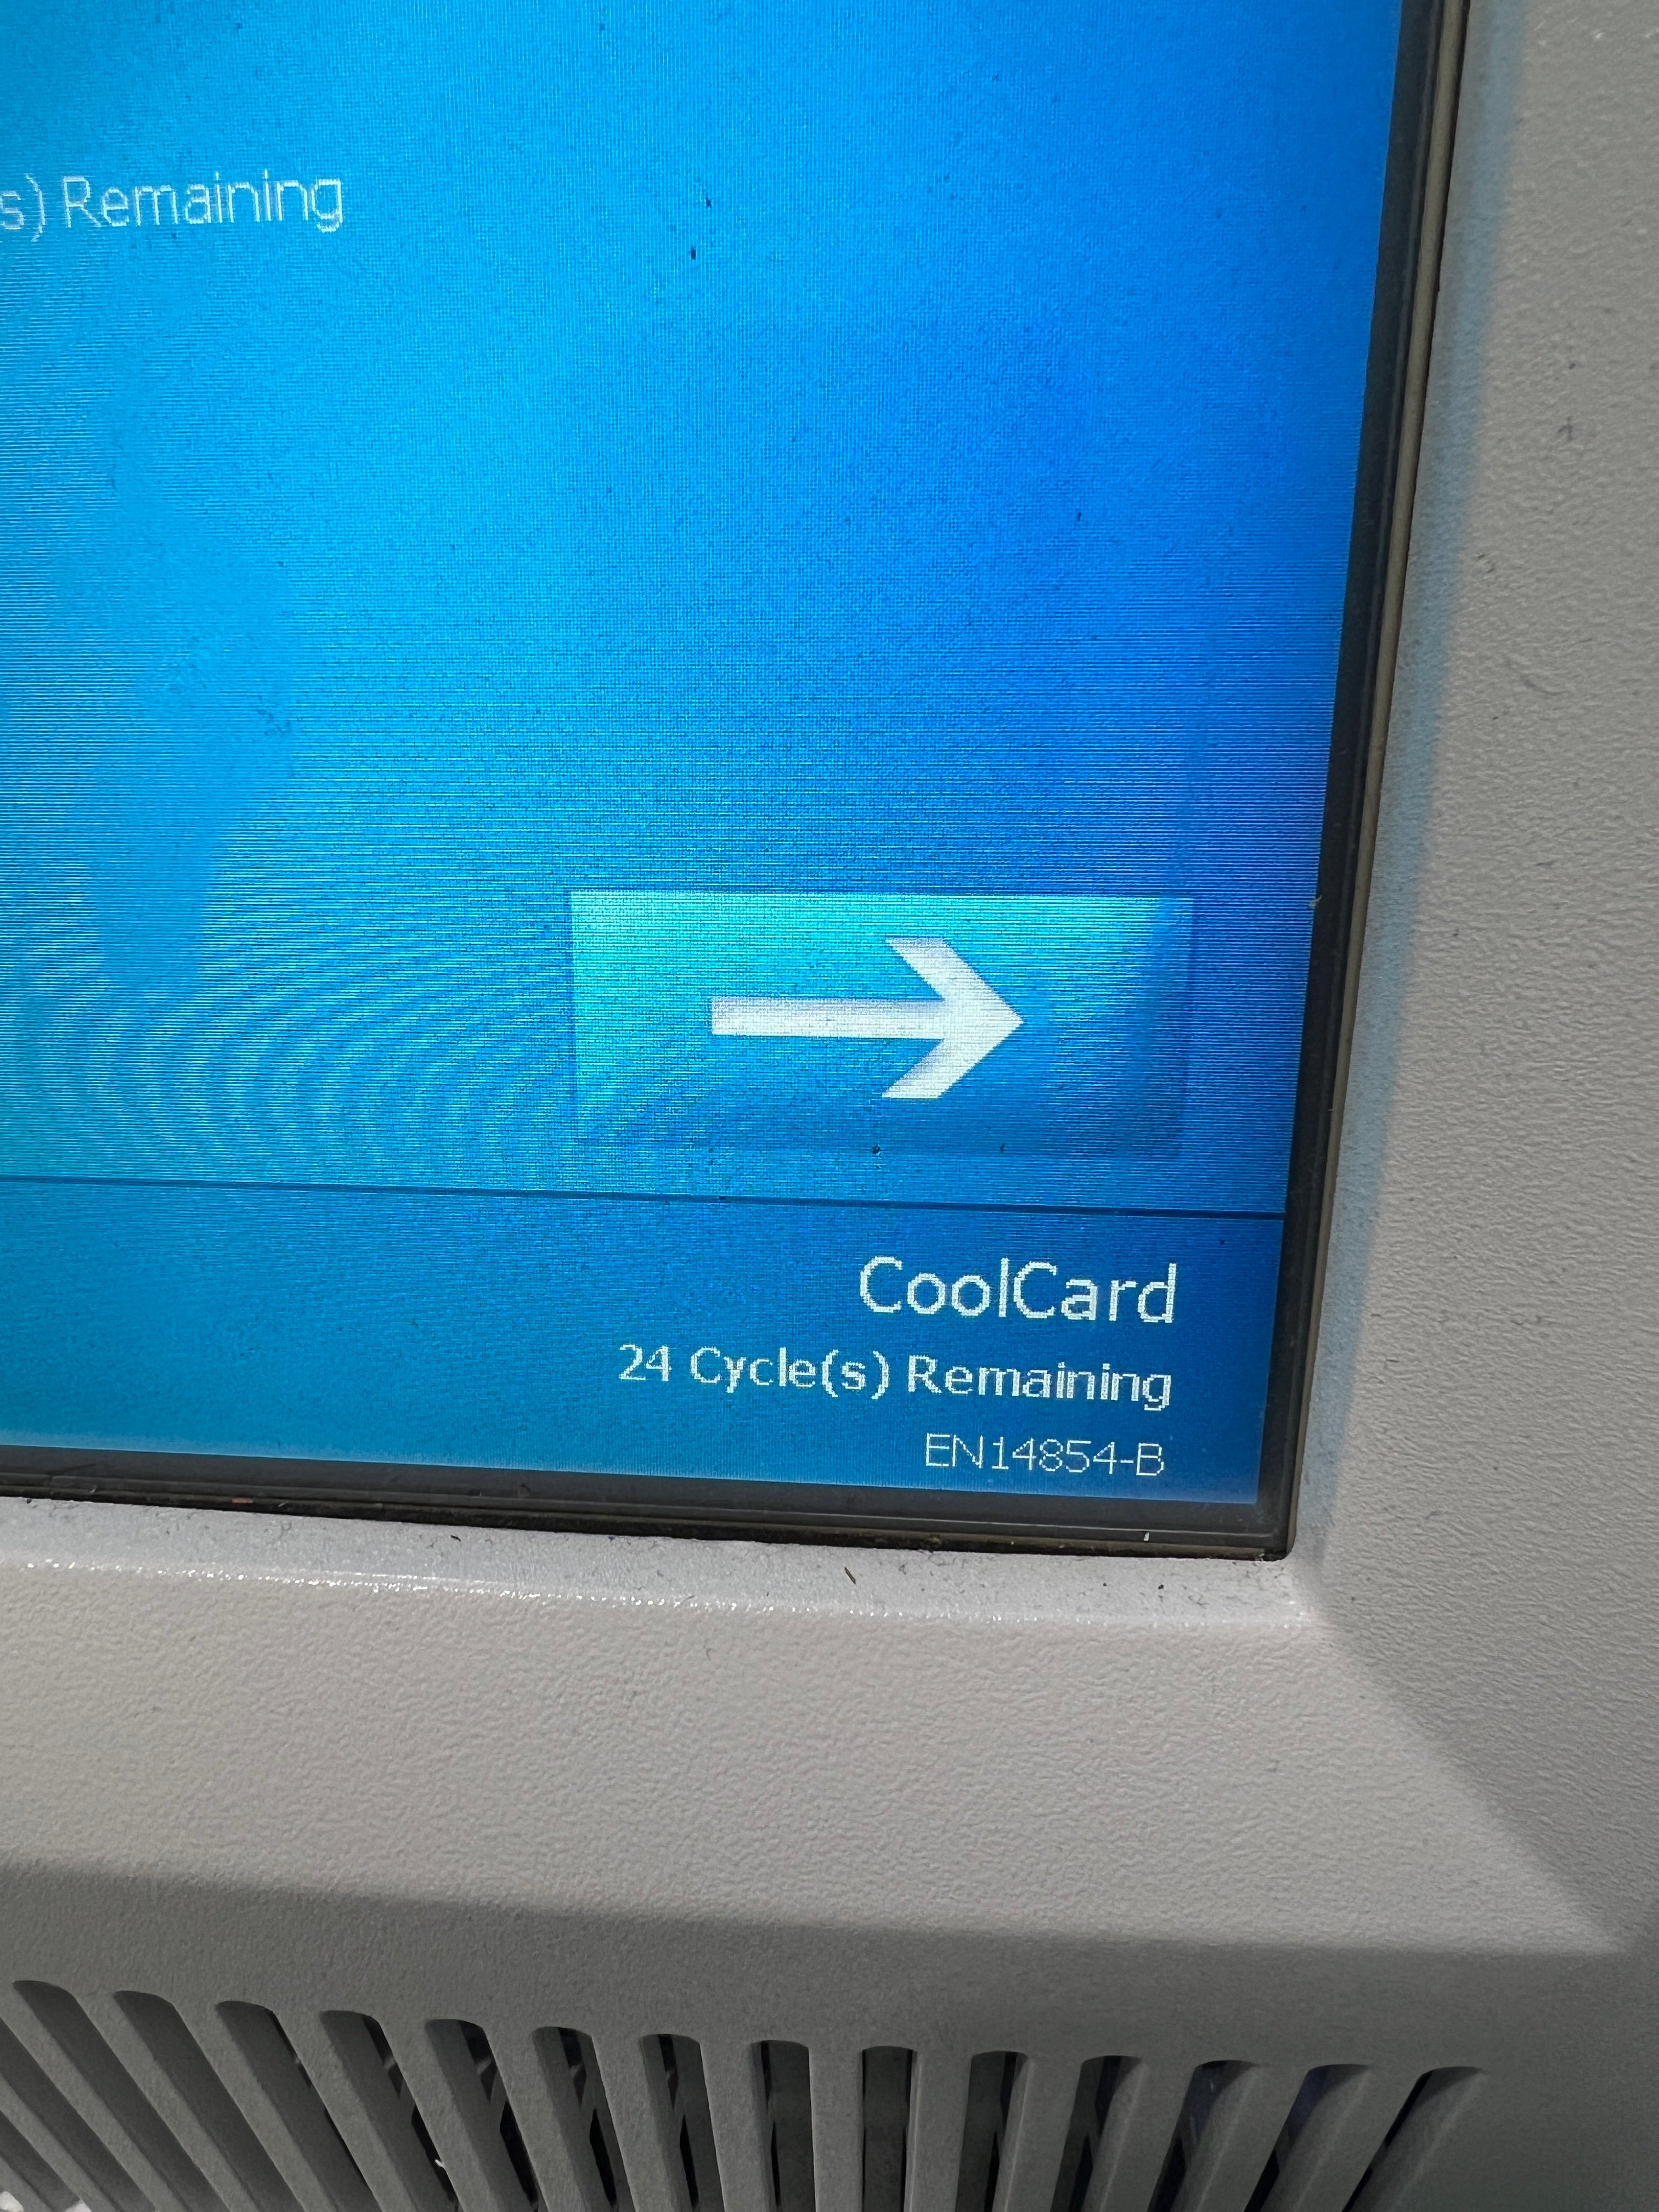 (s) Remaining
CoolCard
24 Cycle(s) Remaining
EN14854-B